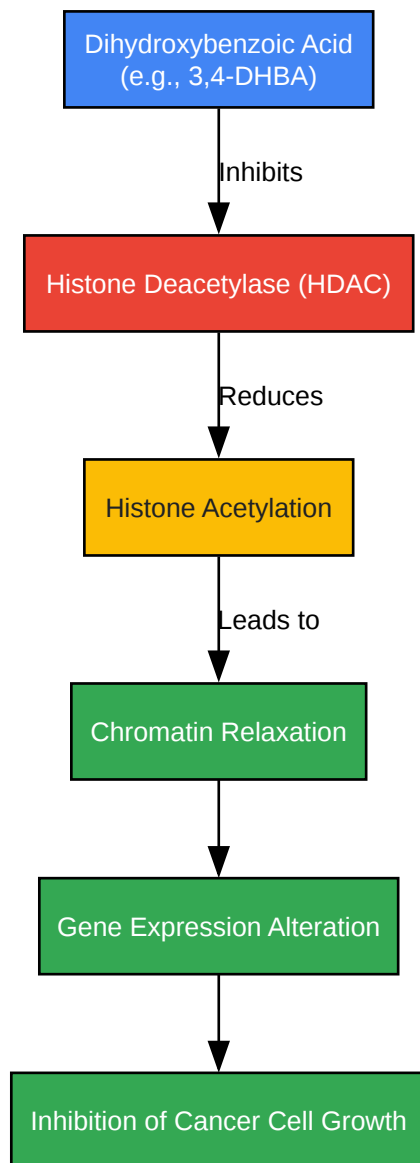 Dihydroxybenzoic Acid
(e.g., 3,4-DHBA)
Inhibits
Histone Deacetylase (HDAC)
Reduces
Histone Acetylation
Leads to
Chromatin Relaxation
Gene Expression Alteration
Inhibition of Cancer Cell Growth